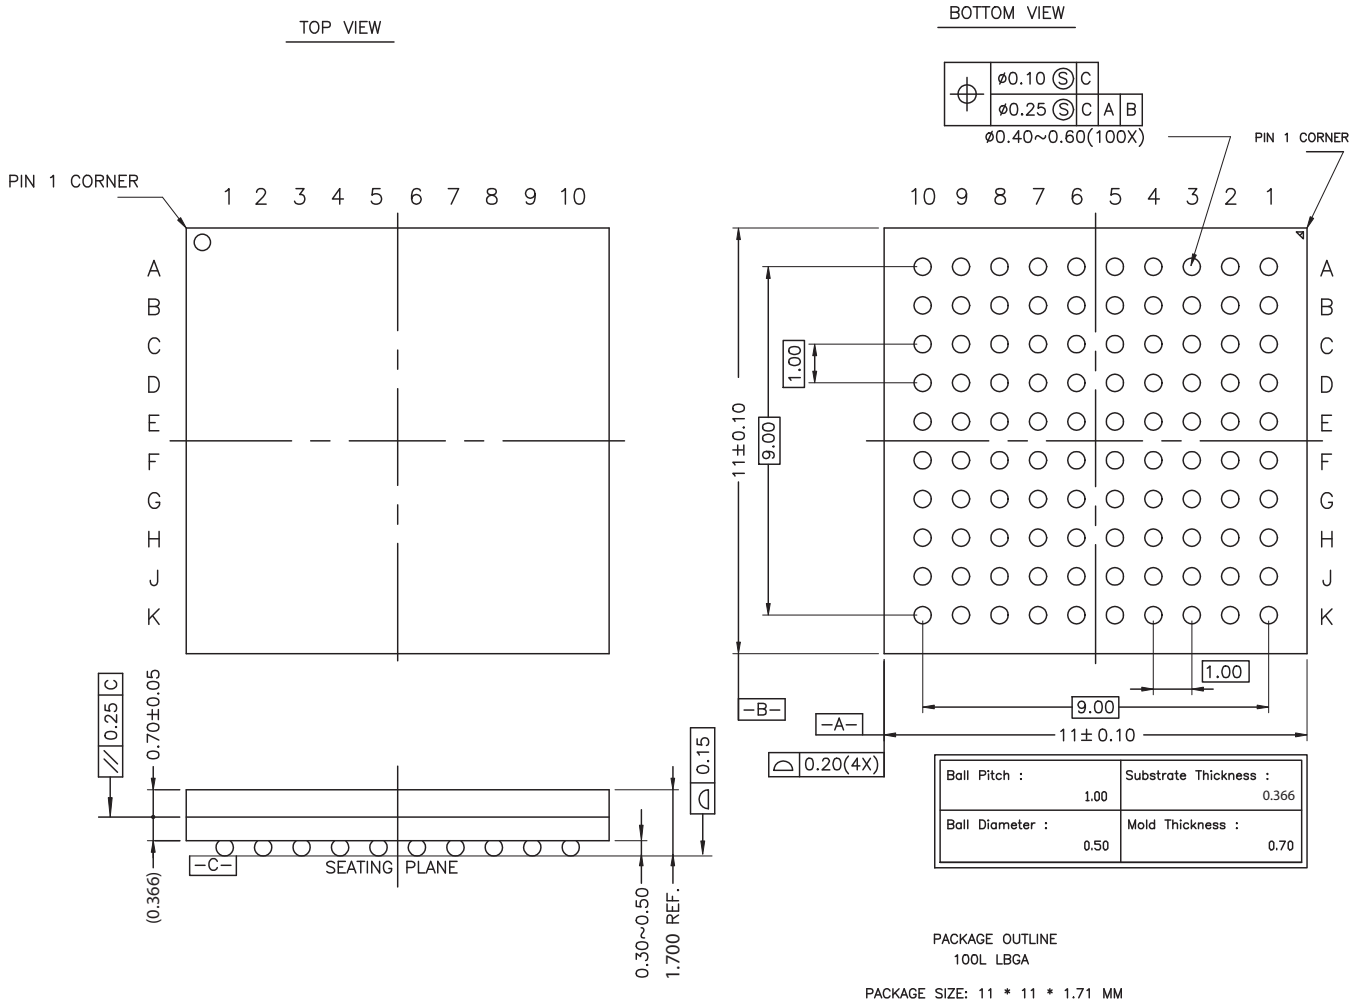 TOP VIEW
BOTTOM VIEW
ø0.10 Ⓢ C
ø0.25 Ⓢ C A B
ø0.40~0.60(100X)
PIN 1 CORNER
PIN 1 CORNER
1 2 3 4 5 6 7 8 9 10
10 9 8 7 6 5 4 3 2 1
A
B
C
D
E
F
G
H
J
K
A
B
C
D
E
F
G
H
J
K
1.00
9.00
11±0.10
1.00
9.00
11±0.10
-B-
-A-
0.20(4X)
// 0.25 C
0.70±0.05
(0.366)
0.15
-C-
SEATING PLANE
0.30~0.50
1.700 REF.
Ball Pitch :
1.00
Substrate Thickness :
0.366
Ball Diameter :
0.50
Mold Thickness :
0.70
PACKAGE OUTLINE
100L LBGA
PACKAGE SIZE: 11 * 11 * 1.71 MM